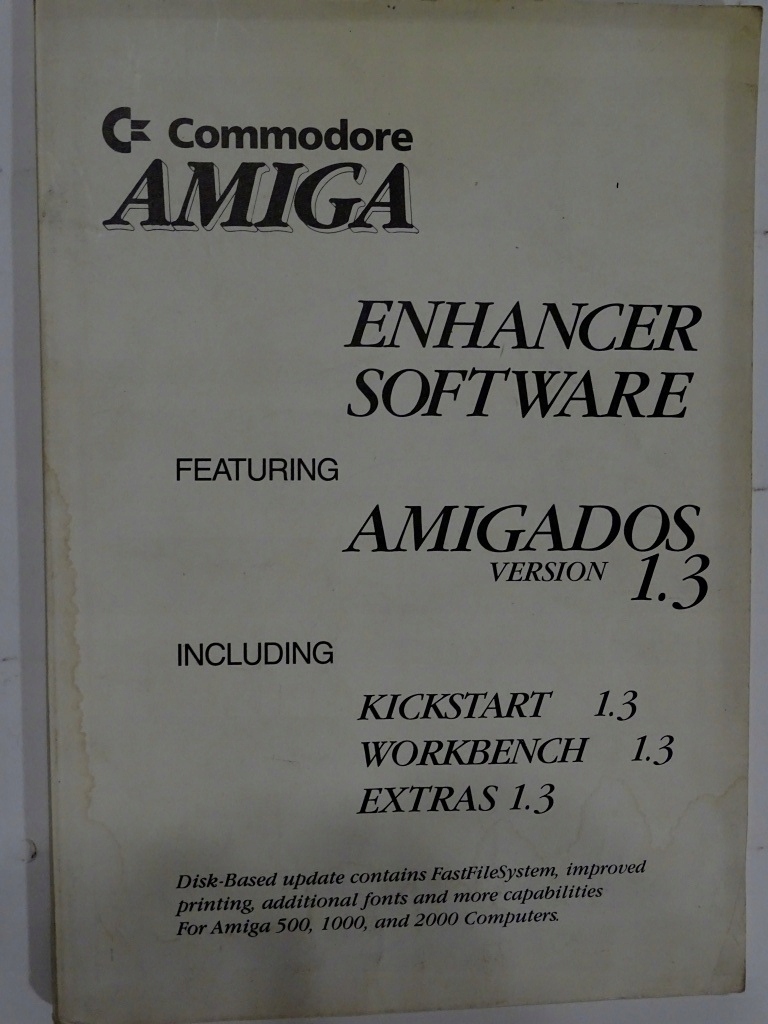 Commodore
AMIGA
ENHANCER
SOFTWARE
FEATURING
AMIGADOS
VERSION 1.3
INCLUDING
KICKSTART 1.3
WORKBENCH 1.3
EXTRAS 1.3
Disk-Based update contains FastFileSystem, improved
printing, additional fonts and more capabilities
For Amiga 500, 1000, and 2000 Computers.